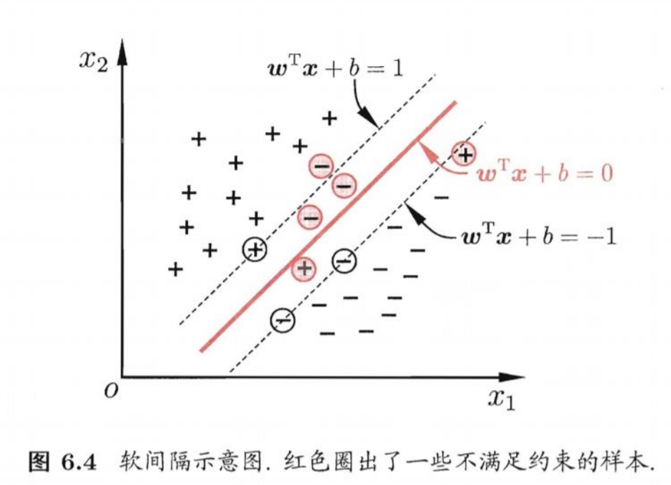 x₂
wᵀx + b = 1
wᵀx + b = 0
wᵀx + b = −1
O
x₁
图 6.4 软间隔示意图. 红色圈出了一些不满足约束的样本.